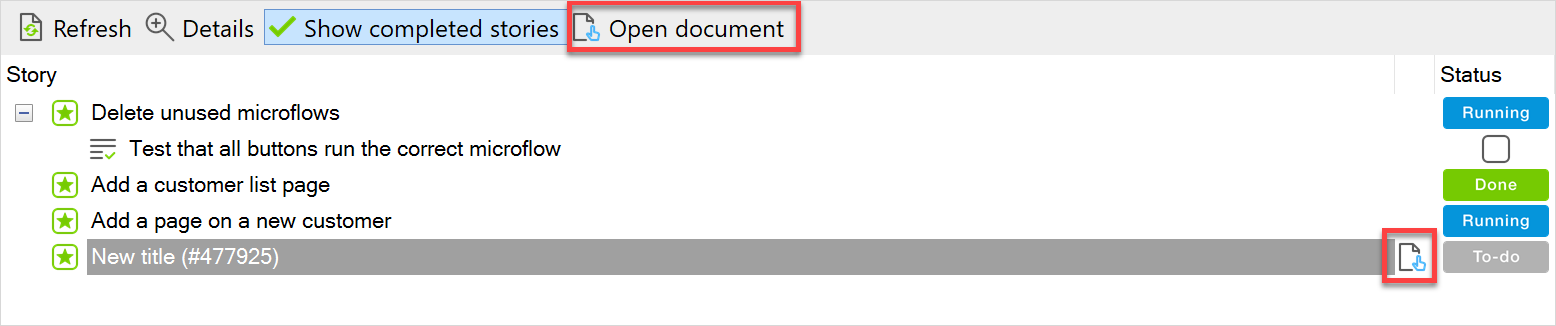 Refresh Details Show completed stories Open document
Story Status
Delete unused microflows Running
Test that all buttons run the correct microflow
Add a customer list page Done
Add a page on a new customer Running
New title (#477925) To-do